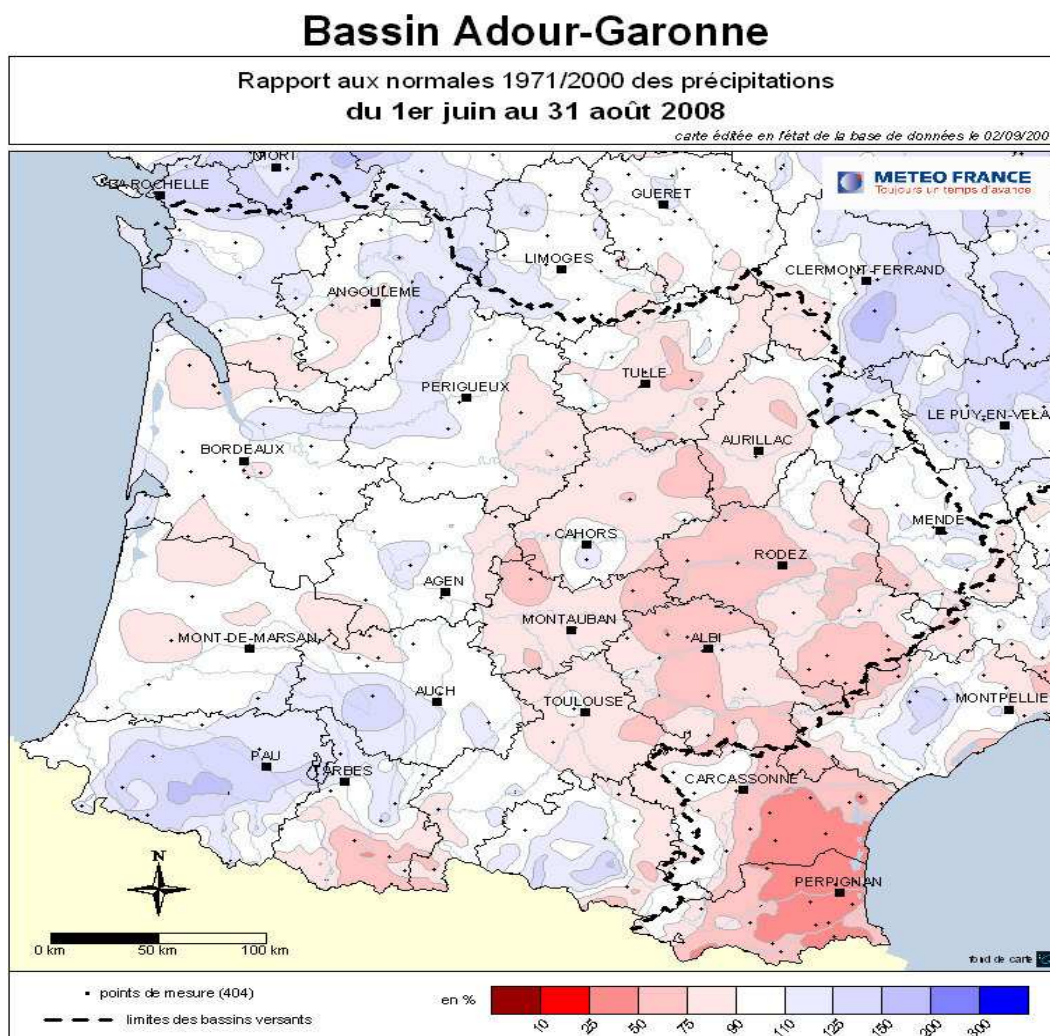 Bassin Adour-Garonne
Rapport aux normales 1971/2000 des précipitations
du 1er juin au 31 août 2008
carte éditée en l'état de la base de données le 02/09/200
METEO FRANCE
Toujours un temps d'avance.
NIORT
LA ROCHELLE
GUERET
LIMOGES
CLERMONT-FERRAND
ANGOULEME
TULLE
PERIGUEUX
LE PUY-EN-VELA
AURILLAC
BORDEAUX
MENDE
CAHORS
RODEZ
AGEN
MONTAUBAN
MONT-DE-MARSAN
ALBI
AUCH
TOULOUSE
MONTPELLIE
PAU
TARBES
CARCASSONNE
N
PERPIGNAN
0 km 50 km 100 km
fond de carte
points de mesure (404)
limites des bassins versants
en %
10 25 50 75 90 110 125 150 200 300